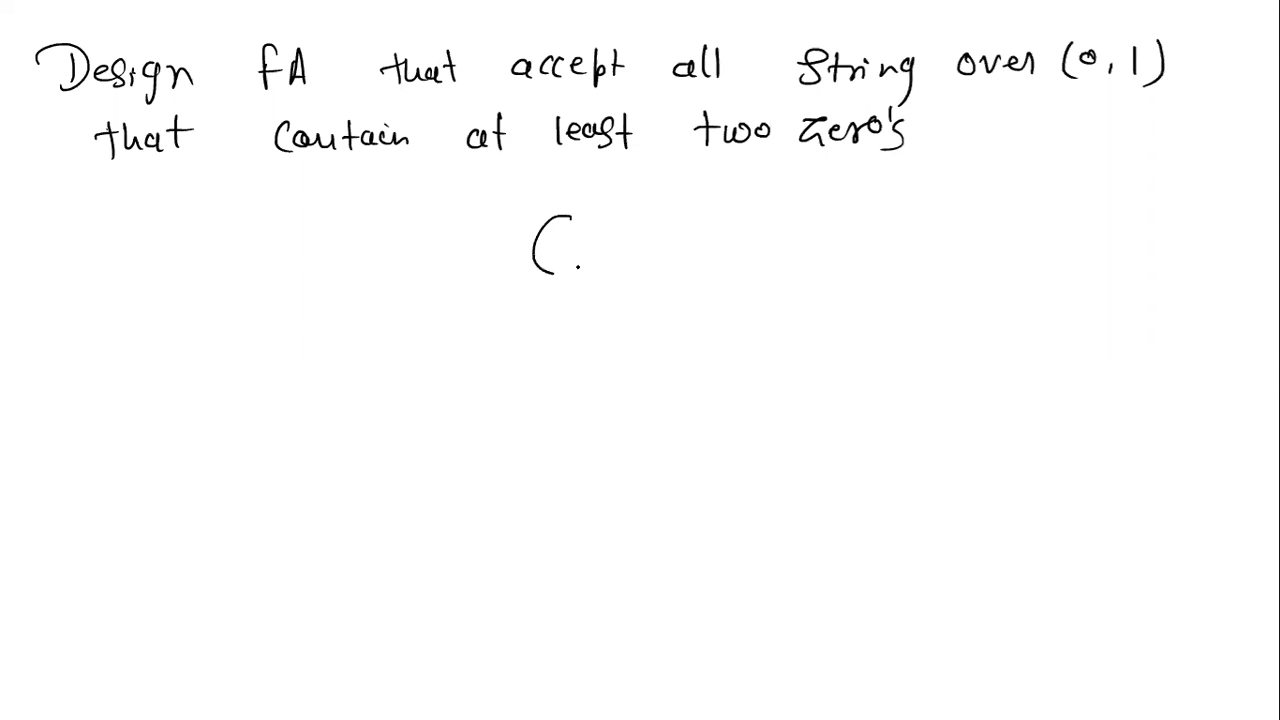 Design fA that accept all String over (0,1)
that contain at least two zero's
(.